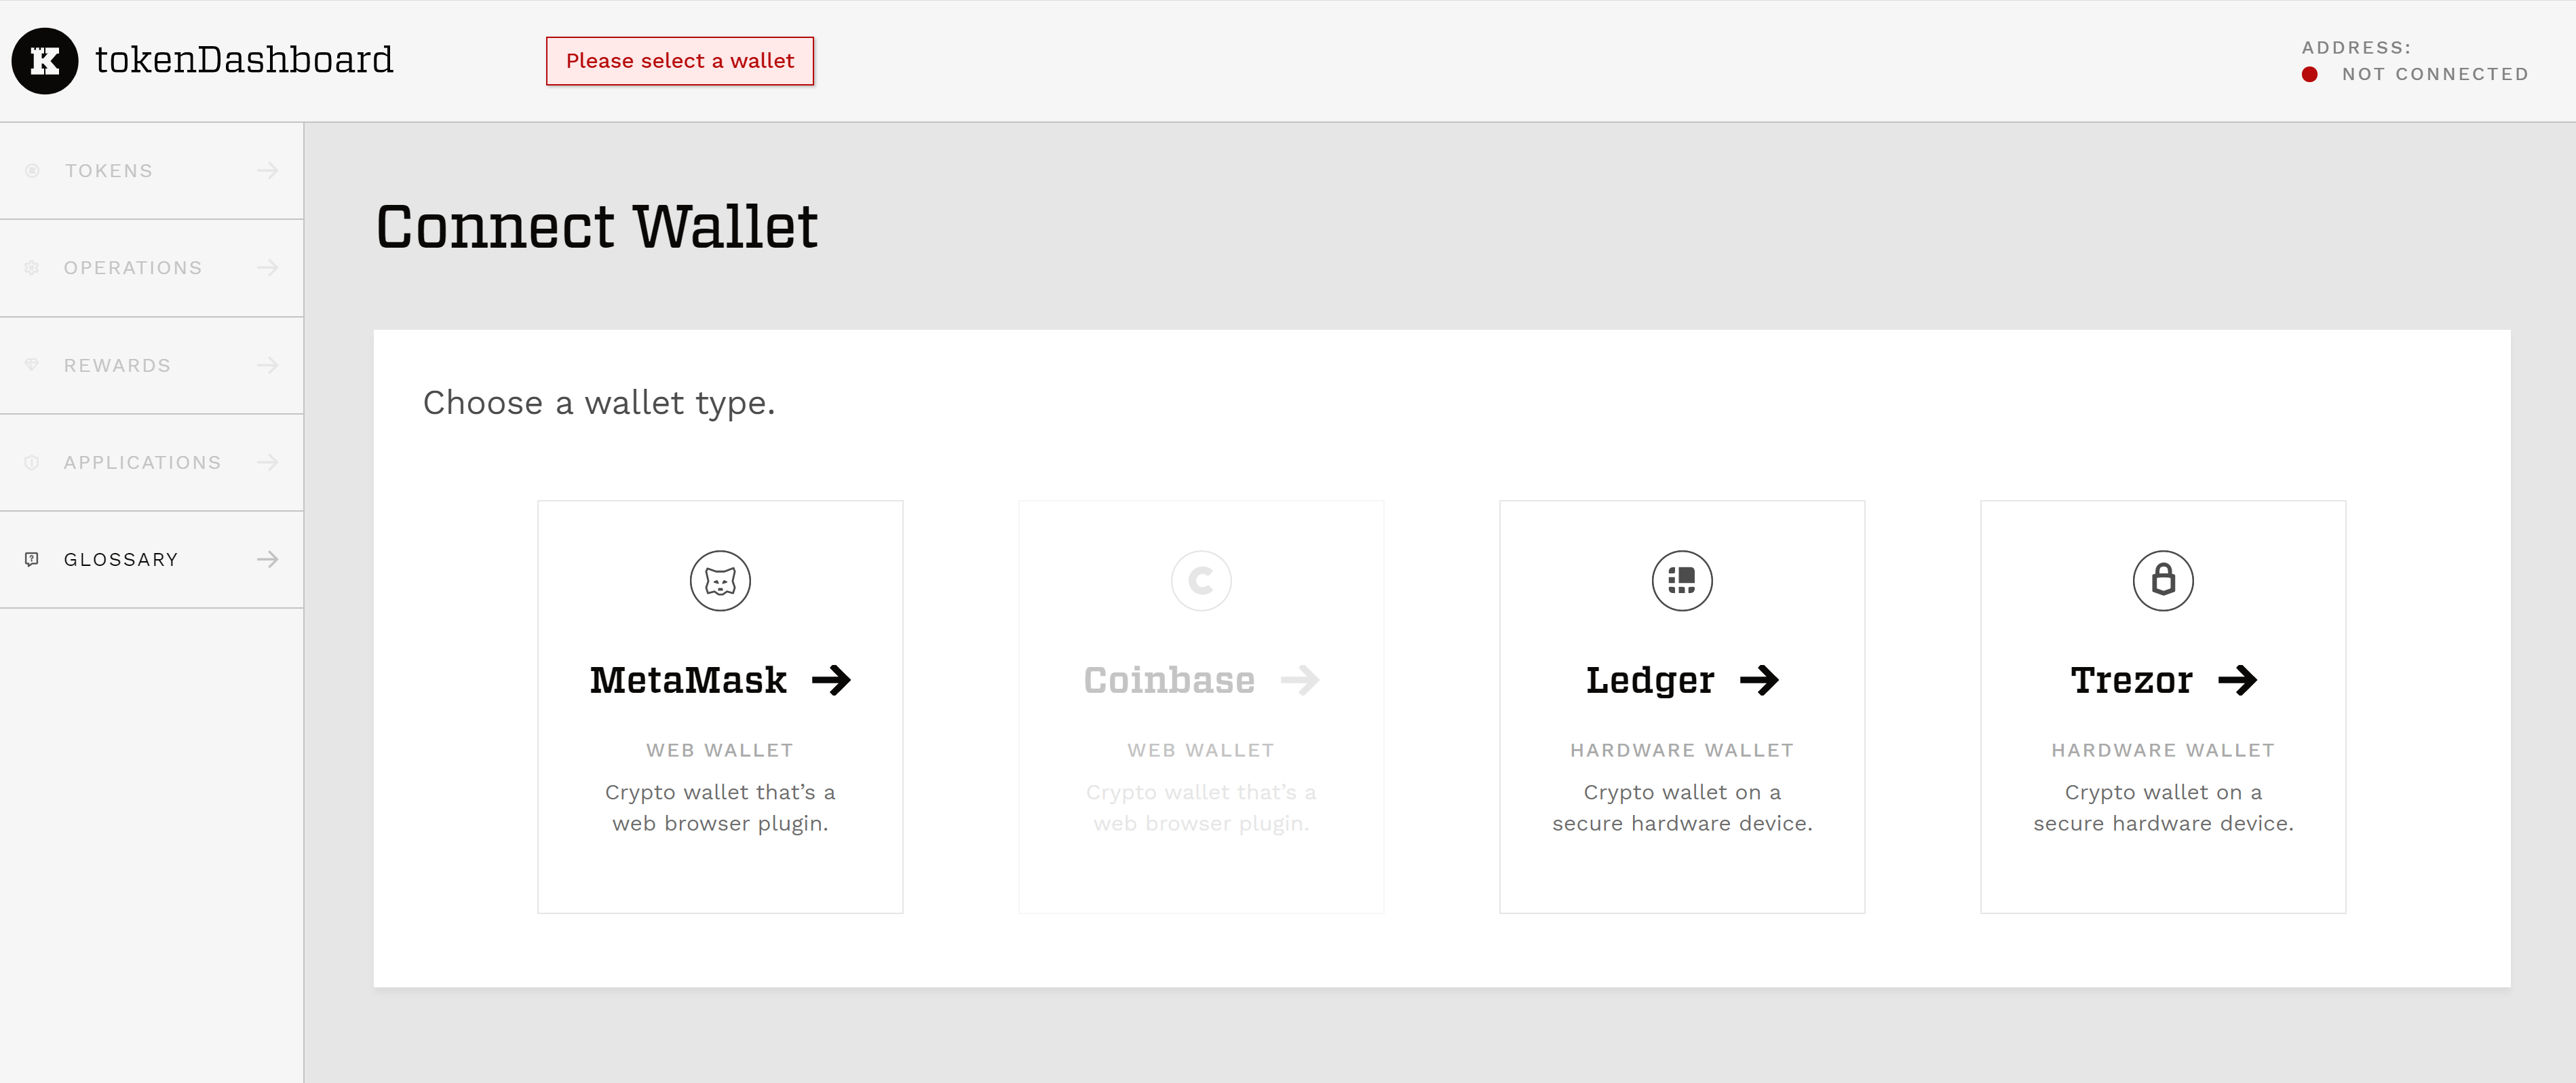 K tokenDashboard
Please select a wallet
ADDRESS:
NOT CONNECTED
TOKENS
OPERATIONS
REWARDS
APPLICATIONS
GLOSSARY
Connect Wallet
Choose a wallet type.
MetaMask
WEB WALLET
Crypto wallet that’s a
web browser plugin.
C
Coinbase
WEB WALLET
Crypto wallet that’s a
web browser plugin.
Ledger
HARDWARE WALLET
Crypto wallet on a
secure hardware device.
Trezor
HARDWARE WALLET
Crypto wallet on a
secure hardware device.